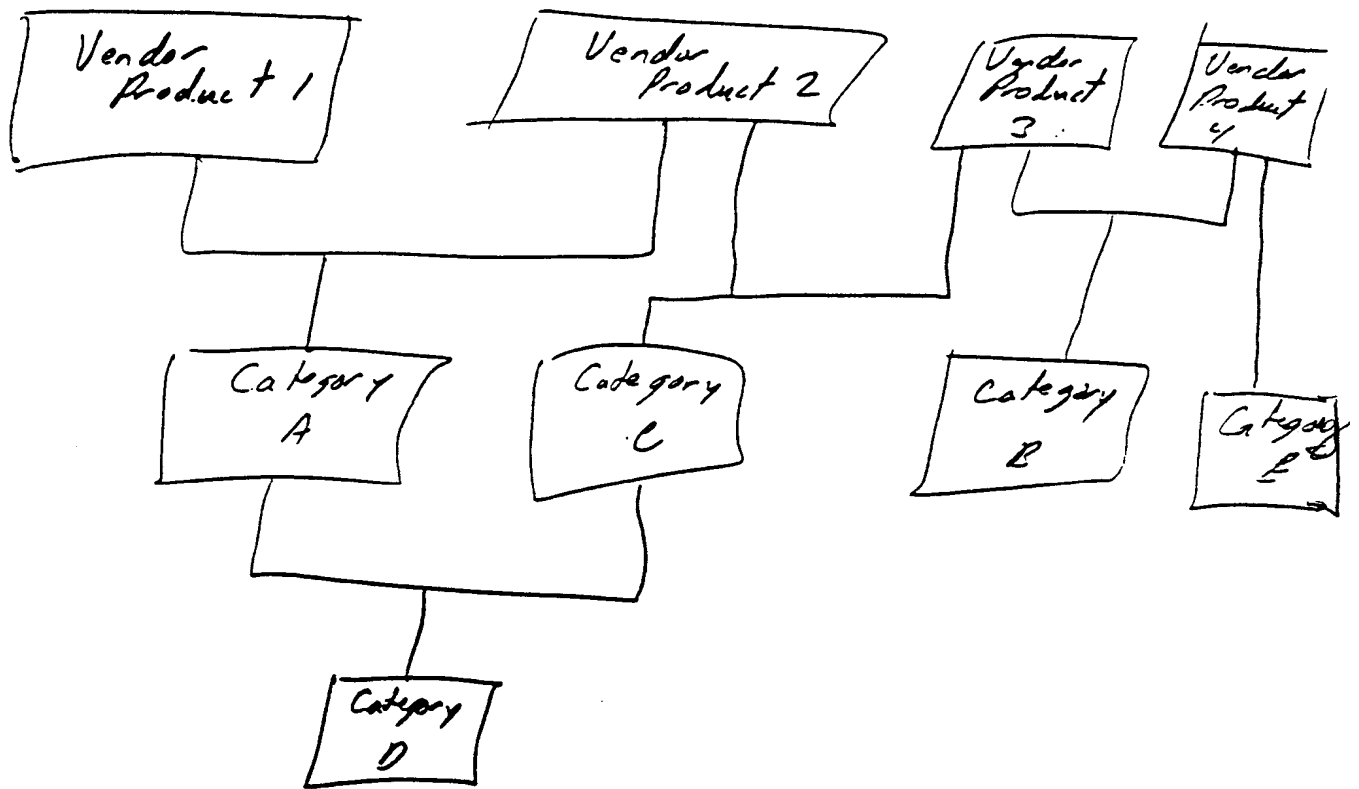 Vendor
Product 1
Vendor
Product 2
Vendor
Product
3
Vendor
Product
4
Category
A
Category
C
Category
B
Category
E
Category
D